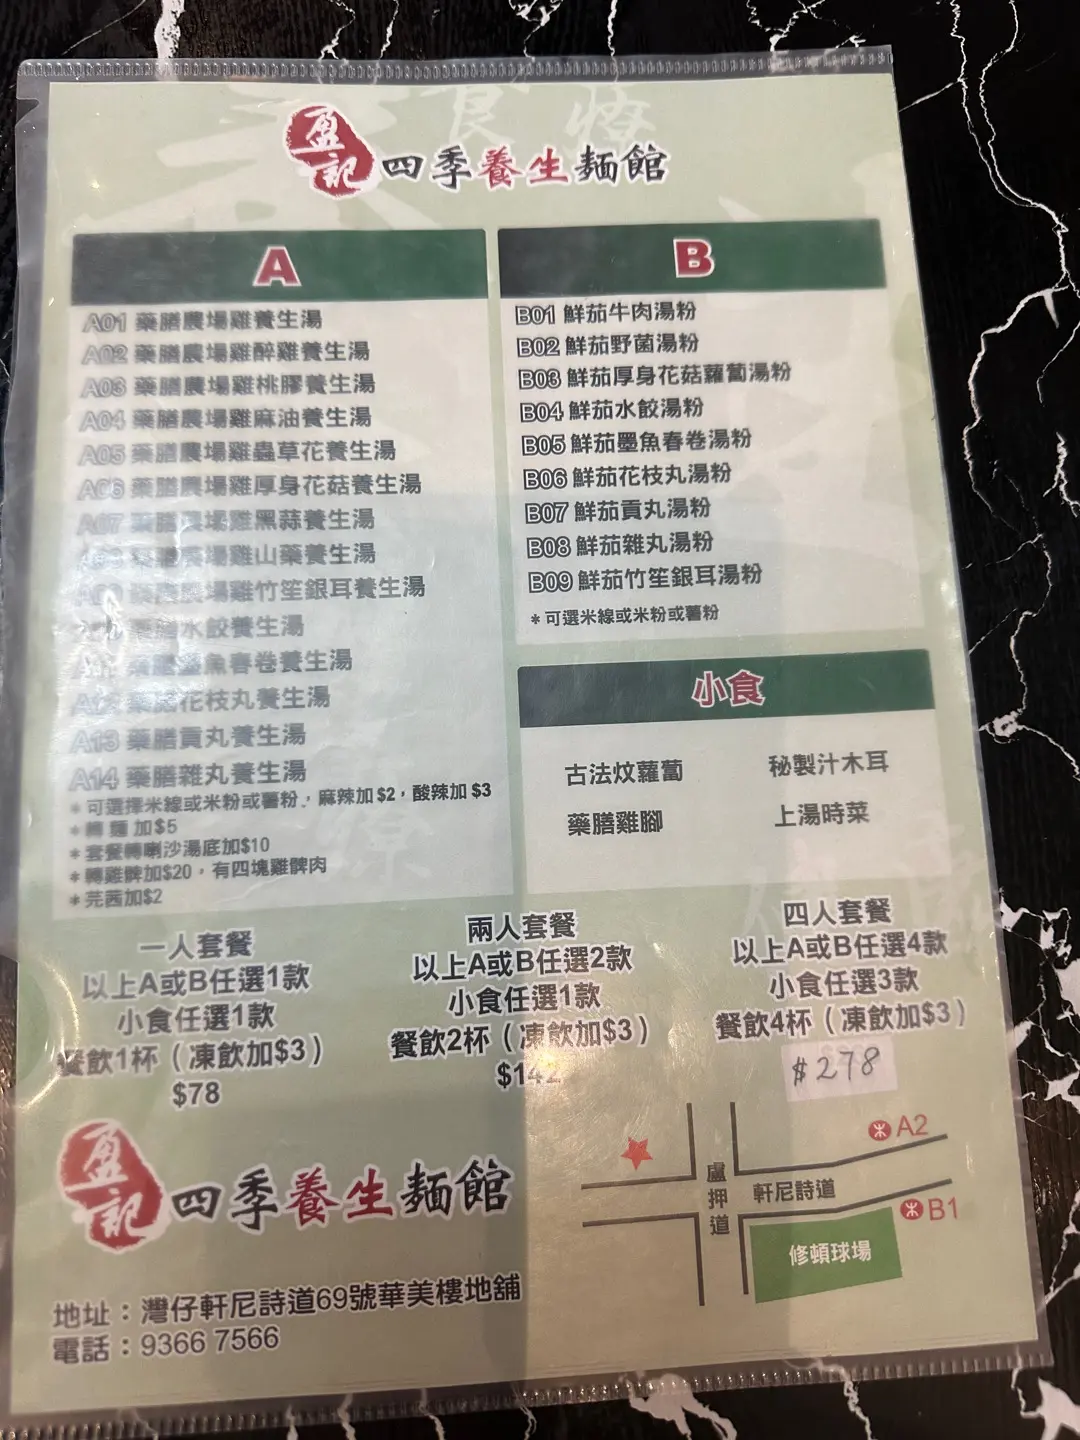 食療
盈記 四季養生麵館
A
A01 藥膳農場雞養生湯
A02 藥膳農場雞醉雞養生湯
A03 藥膳農場雞桃膠養生湯
A04 藥膳農場雞麻油養生湯
A05 藥膳農場雞蟲草花養生湯
A06 藥膳農場雞厚身花菇養生湯
A07 藥膳農場雞黑蒜養生湯
藥膳農場雞山藥養生湯
藥膳農場雞竹笙銀耳養生湯
藥膳水餃養生湯
藥膳墨魚春卷養生湯
藥膳花枝丸養生湯
A13 藥膳貢丸養生湯
A14 藥膳雜丸養生湯
*可選擇米線或米粉或薯粉，麻辣加$2，酸辣加$3
*轉麵加$5
*套餐轉喇沙湯底加$10
*轉雞髀加$20，有四塊雞髀肉
*芫茜加$2
B
B01 鮮茄牛肉湯粉
B02 鮮茄野菌湯粉
B03 鮮茄厚身花菇蘿蔔湯粉
B04 鮮茄水餃湯粉
B05 鮮茄墨魚春卷湯粉
B06 鮮茄花枝丸湯粉
B07 鮮茄貢丸湯粉
B08 鮮茄雜丸湯粉
B09 鮮茄竹笙銀耳湯粉
*可選米線或米粉或薯粉
小食
古法炆蘿蔔 秘製汁木耳
藥膳雞腳 上湯時菜
一人套餐
以上A或B任選1款
小食任選1款
餐飲1杯（凍飲加$3）
$78
兩人套餐
以上A或B任選2款
小食任選1款
餐飲2杯（凍飲加$3）
$142
四人套餐
以上A或B任選4款
小食任選3款
餐飲4杯（凍飲加$3）
$278
盈記 四季養生麵館
地址：灣仔軒尼詩道69號華美樓地舖
電話：9366 7566
A2
盧押道
軒尼詩道
B1
修頓球場